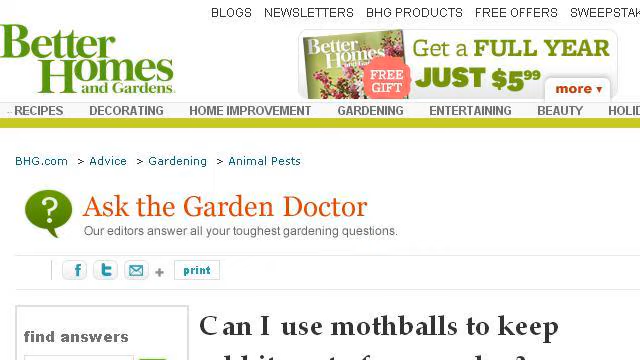 BLOGS NEWSLETTERS BHG PRODUCTS FREE OFFERS
Better Homes and Gardens
Get a FULL YEAR
JUST $5.99
FREE GIFT
more
RECIPES DECORATING HOME IMPROVEMENT GARDENING ENTERTAINING BEAUTY
BHG.com > Advice > Gardening > Animal Pests
? Ask the Garden Doctor
Our editors answer all your toughest gardening questions.
f t + print
find answers
Can I use mothballs to keep